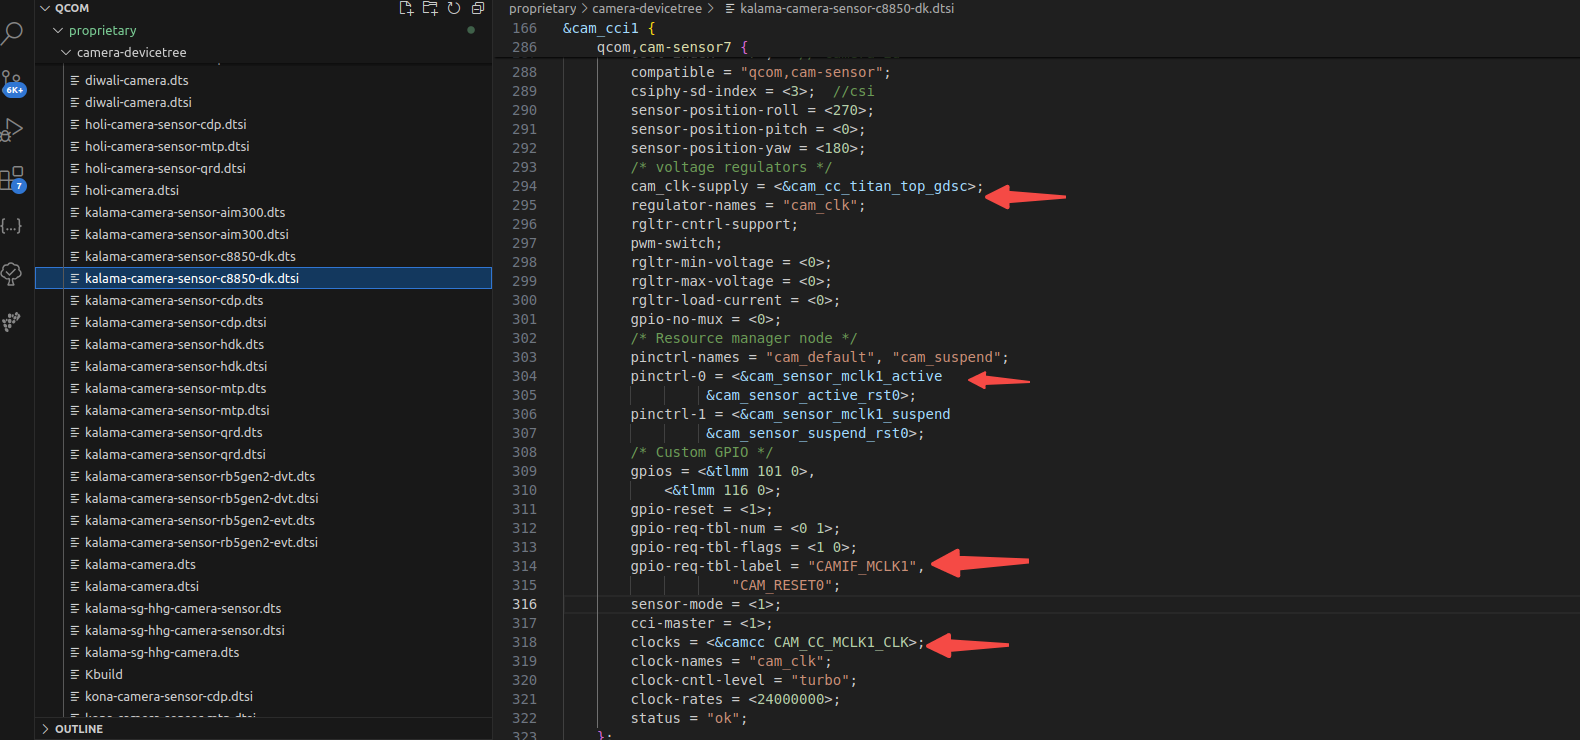 QCOM
proprietary
camera-devicetree
diwali-camera.dts
diwali-camera.dtsi
holi-camera-sensor-cdp.dtsi
holi-camera-sensor-mtp.dtsi
holi-camera-sensor-qrd.dtsi
holi-camera.dtsi
kalama-camera-sensor-aim300.dts
kalama-camera-sensor-aim300.dtsi
kalama-camera-sensor-c8850-dk.dts
kalama-camera-sensor-c8850-dk.dtsi
kalama-camera-sensor-cdp.dts
kalama-camera-sensor-cdp.dtsi
kalama-camera-sensor-hdk.dts
kalama-camera-sensor-hdk.dtsi
kalama-camera-sensor-mtp.dts
kalama-camera-sensor-mtp.dtsi
kalama-camera-sensor-qrd.dts
kalama-camera-sensor-qrd.dtsi
kalama-camera-sensor-rb5gen2-dvt.dts
kalama-camera-sensor-rb5gen2-dvt.dtsi
kalama-camera-sensor-rb5gen2-evt.dts
kalama-camera-sensor-rb5gen2-evt.dtsi
kalama-camera.dts
kalama-camera.dtsi
kalama-sg-hhg-camera-sensor.dts
kalama-sg-hhg-camera-sensor.dtsi
kalama-sg-hhg-camera.dts
Kbuild
kona-camera-sensor-cdp.dtsi
OUTLINE
6K+
7
proprietary > camera-devicetree > kalama-camera-sensor-c8850-dk.dtsi
166 &cam_cci1 {
286 qcom,cam-sensor7 {
288 compatible = "qcom,cam-sensor";
289 csiphy-sd-index = <3>; //csi
290 sensor-position-roll = <270>;
291 sensor-position-pitch = <0>;
292 sensor-position-yaw = <180>;
293 /* voltage regulators */
294 cam_clk-supply = <&cam_cc_titan_top_gdsc>;
295 regulator-names = "cam_clk";
296 rgltr-cntrl-support;
297 pwm-switch;
298 rgltr-min-voltage = <0>;
299 rgltr-max-voltage = <0>;
300 rgltr-load-current = <0>;
301 gpio-no-mux = <0>;
302 /* Resource manager node */
303 pinctrl-names = "cam_default", "cam_suspend";
304 pinctrl-0 = <&cam_sensor_mclk1_active
305 &cam_sensor_active_rst0>;
306 pinctrl-1 = <&cam_sensor_mclk1_suspend
307 &cam_sensor_suspend_rst0>;
308 /* Custom GPIO */
309 gpios = <&tlmm 101 0>,
310 <&tlmm 116 0>;
311 gpio-reset = <1>;
312 gpio-req-tbl-num = <0 1>;
313 gpio-req-tbl-flags = <1 0>;
314 gpio-req-tbl-label = "CAMIF_MCLK1",
315 "CAM_RESET0";
316 sensor-mode = <1>;
317 cci-master = <1>;
318 clocks = <&camcc CAM_CC_MCLK1_CLK>;
319 clock-names = "cam_clk";
320 clock-cntl-level = "turbo";
321 clock-rates = <24000000>;
322 status = "ok";
323 };